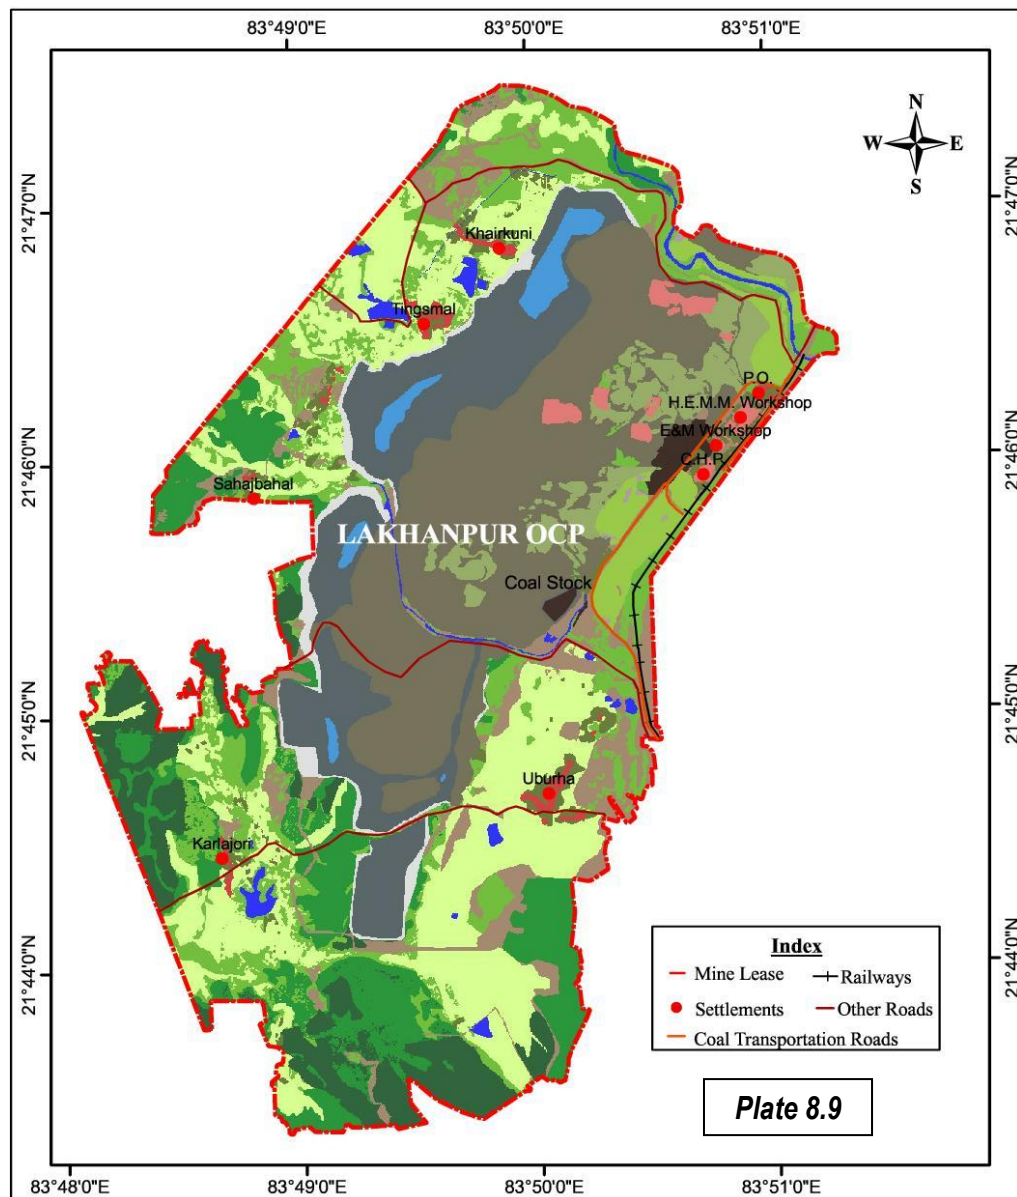 83°49'0"E
83°50'0"E
83°51'0"E
N
W
E
S
21°47'0"N
21°47'0"N
Khairkuni
Tingsmal
P.O.
H.E.M.M. Workshop
E&M Workshop
C.H.P.
21°46'0"N
21°46'0"N
Sahajbahal
LAKHANPUR OCP
Coal Stock
21°45'0"N
21°45'0"N
Uburha
Karlajori
21°44'0"N
21°44'0"N
Index
Mine Lease
Railways
Settlements
Other Roads
Coal Transportation Roads
Plate 8.9
83°48'0"E
83°49'0"E
83°50'0"E
83°51'0"E